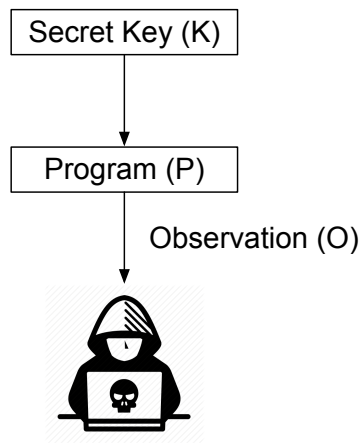 Secret Key (K)
Program (P)
Observation (O)